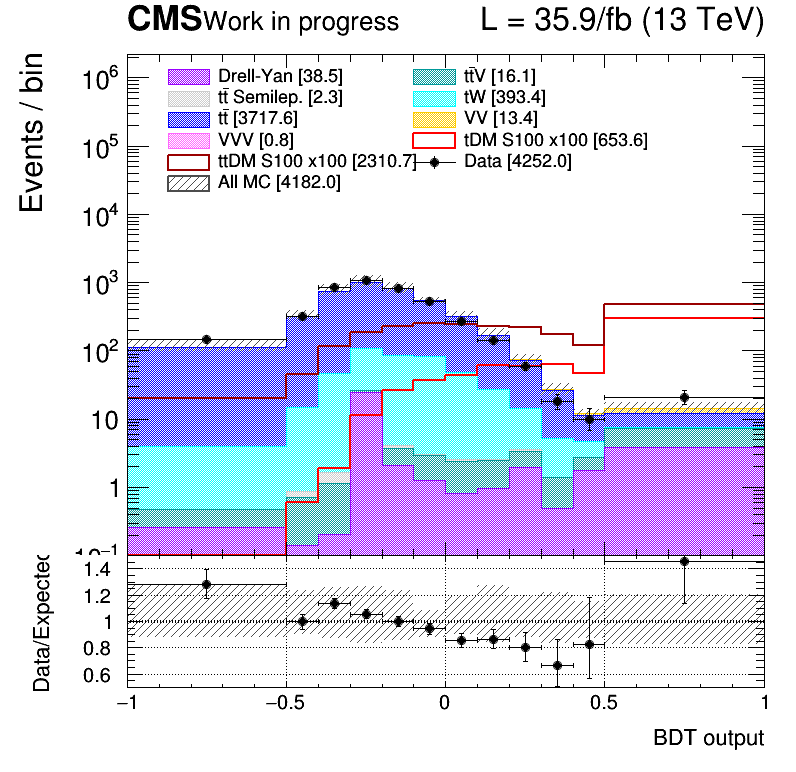 CMS Work in progress L = 35.9/fb (13 TeV)
Events / bin
10⁶
10⁵
10⁴
10³
10²
10
1
10⁻¹
Drell-Yan [38.5]
tt̄ Semilep. [2.3]
tt̄ [3717.6]
VVV [0.8]
ttDM S100 x100 [2310.7]
All MC [4182.0]
tt̄V [16.1]
tW [393.4]
VV [13.4]
tDM S100 x100 [653.6]
Data [4252.0]
Data/Expected
1.4
1.2
1
0.8
0.6
−1 −0.5 0 0.5 1
BDT output